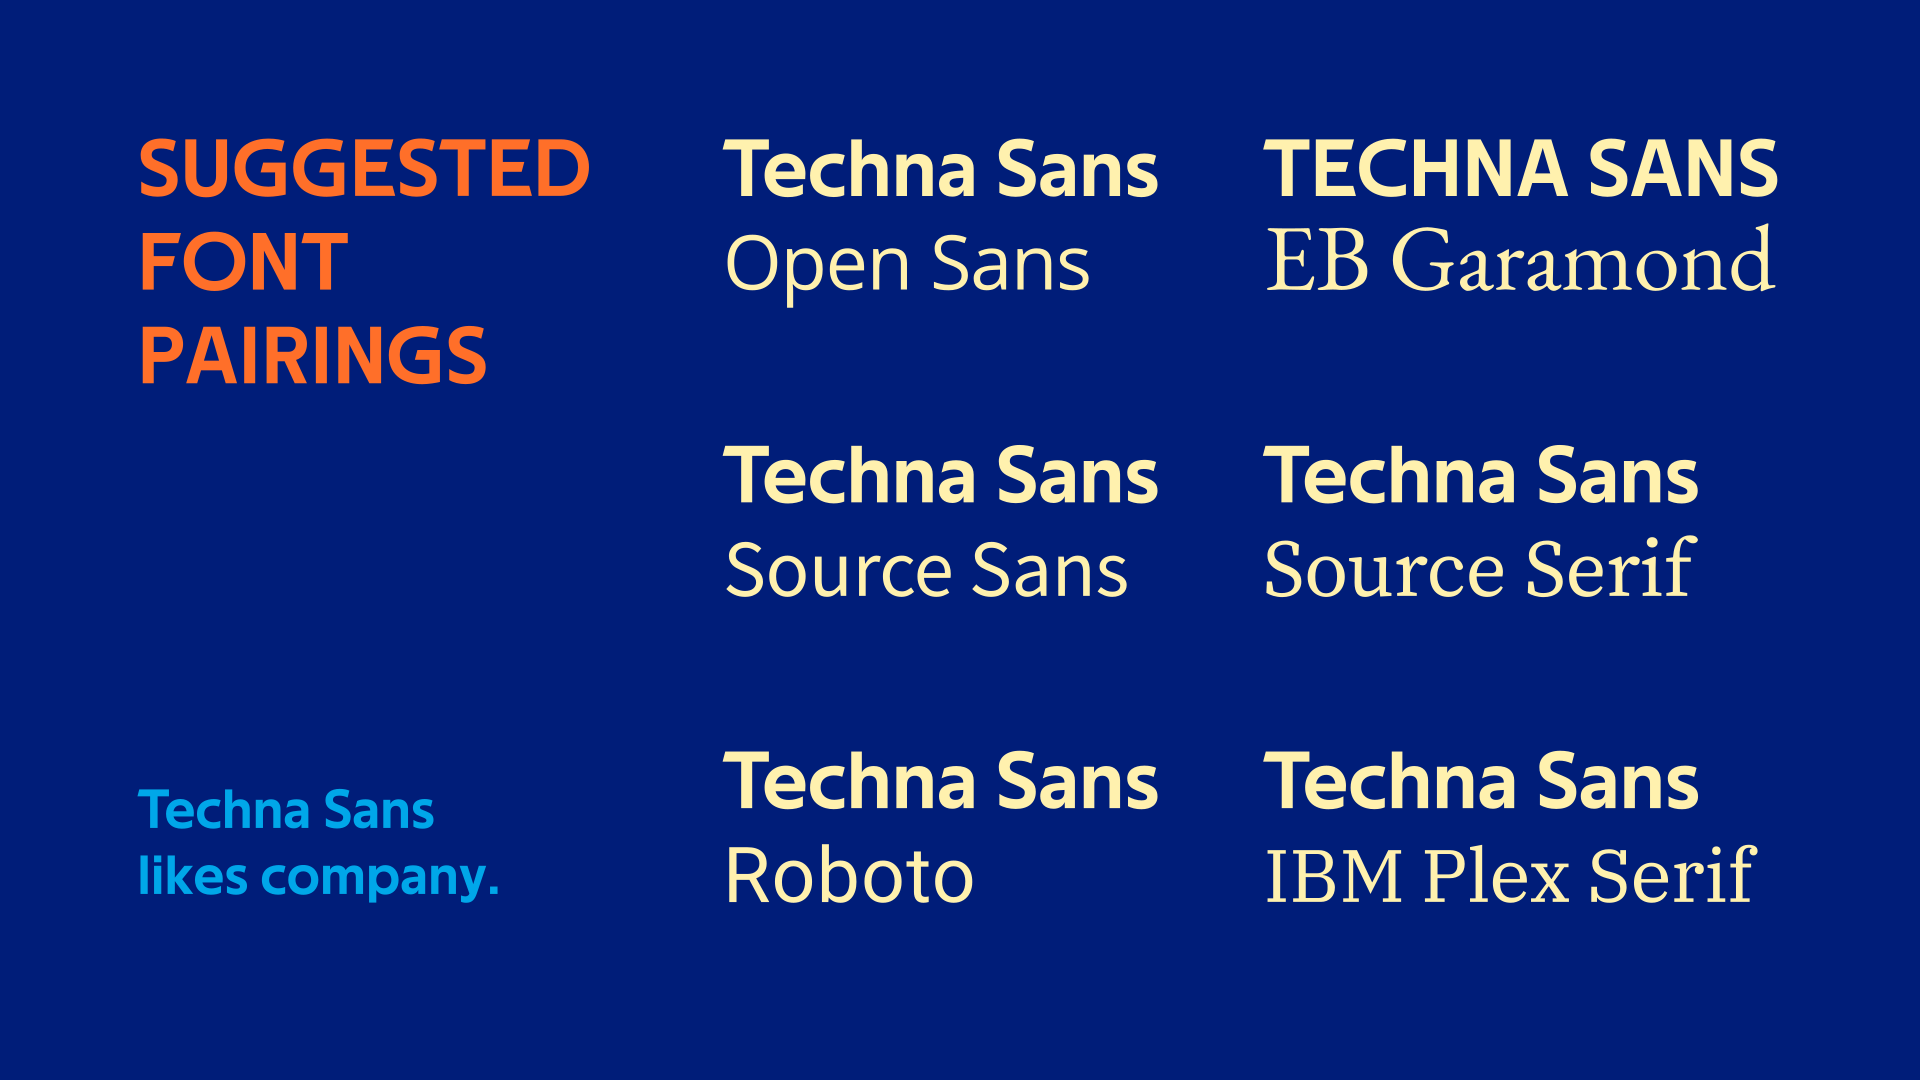 SUGGESTED
FONT
PAIRINGS
Techna Sans
likes company.
Techna Sans
Open Sans
TECHNA SANS
EB Garamond
Techna Sans
Source Sans
Techna Sans
Source Serif
Techna Sans
Roboto
Techna Sans
IBM Plex Serif